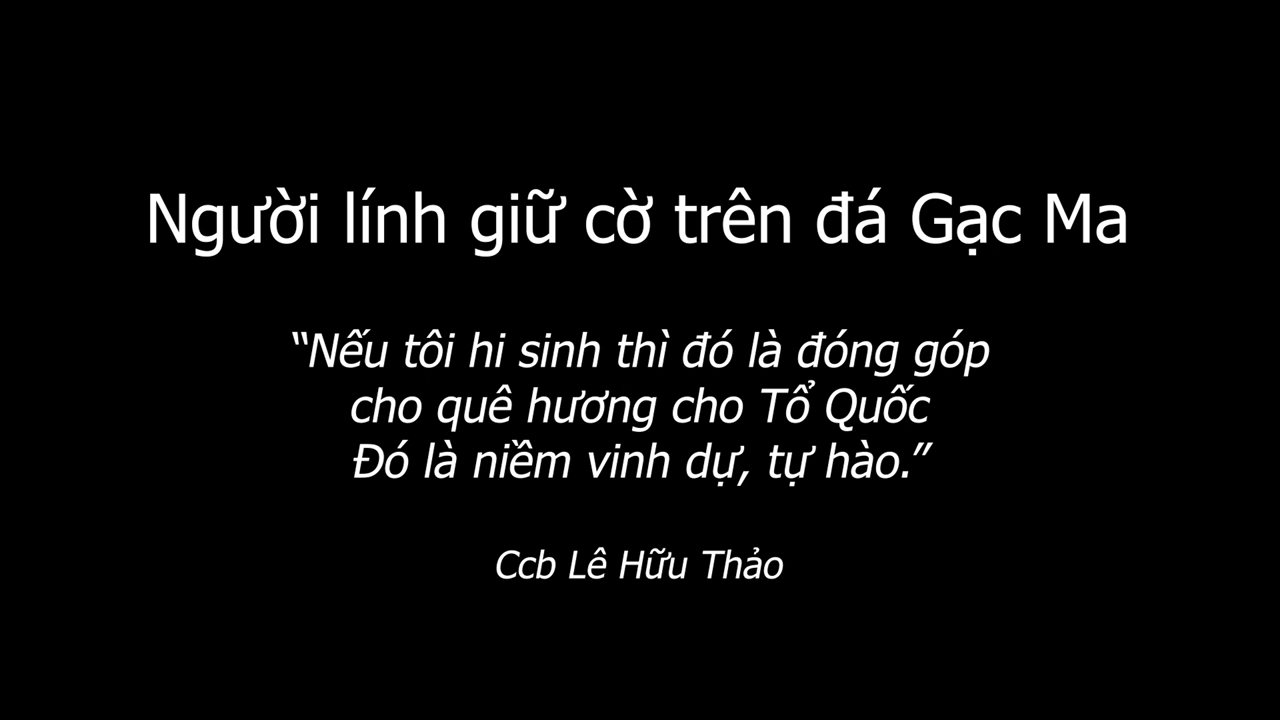 Người lính giữ cờ trên đá Gạc Ma
“Nếu tôi hi sinh thì đó là đóng góp
cho quê hương cho Tổ Quốc
Đó là niềm vinh dự, tự hào.”
Ccb Lê Hữu Thảo